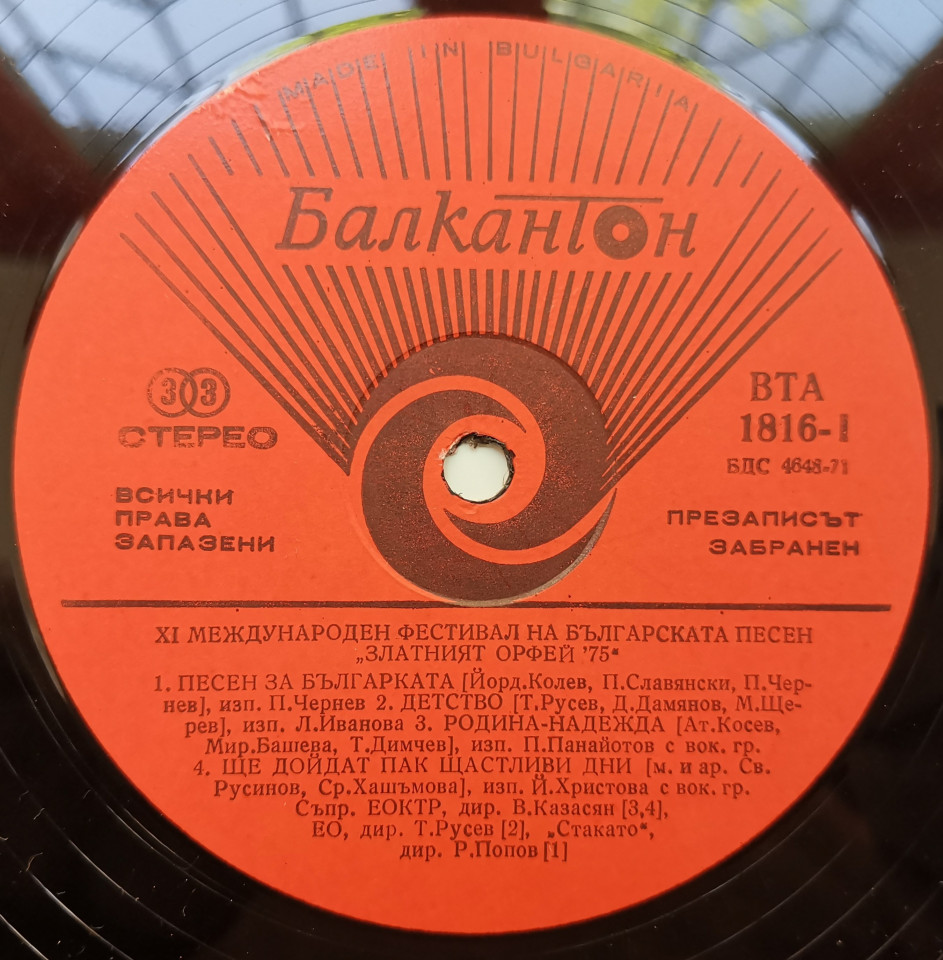 MADE IN BULGARIA
Балкантон
33
СТЕРЕО
ВСИЧКИ
ПРАВА
ЗАПАЗЕНИ
ВТА
1816-I
БДС 4648-71
ПРЕЗАПИСЪТ
ЗАБРАНЕН
XI МЕЖДУНАРОДЕН ФЕСТИВАЛ НА БЪЛГАРСКАТА ПЕСЕН
„ЗЛАТНИЯТ ОРФЕЙ '75“
1. ПЕСЕН ЗА БЪЛГАРКАТА [Йорд.Колев, П.Славянски, П.Чер-
нев], изп. П.Чернев 2. ДЕТСТВО [Т.Русев, Д.Дамянов, М.Ще-
рев], изп. Л.Иванова 3. РОДИНА-НАДЕЖДА [Ат.Косев,
Мир.Башева, Т.Димчев], изп. П.Панайотов с вок. гр.
4. ЩЕ ДОЙДАТ ПАК ЩАСТЛИВИ ДНИ [м. и ар. Св.
Русинов, Ср.Хашъмова], изп. Й.Христова с вок. гр.
Съпр. ЕОКТР, дир. В.Казасян [3,4],
ЕО, дир. Т.Русев [2], „Стакато“,
дир. Р.Попов [1]